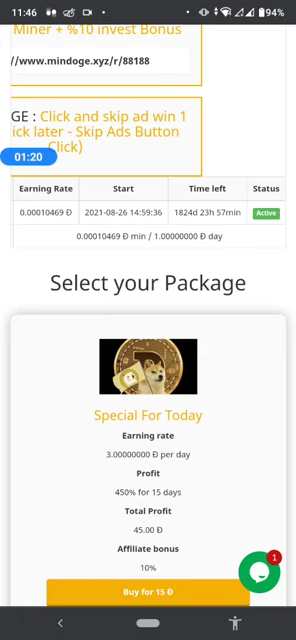 11:46
94%
Miner + %10 invest Bonus
//www.mindoge.xyz/r/88188
GE : Click and skip ad win 1
ick later - Skip Ads Button
Click)
01:20
Earning Rate Start Time left Status
0.00010469 Ð 2021-08-26 14:59:36 1824d 23h 57min Active
0.00010469 Ð min / 1.00000000 Ð day
Select your Package
Special For Today
Earning rate
3.00000000 Ð per day
Profit
450% for 15 days
Total Profit
45.00 Ð
Affiliate bonus
10%
1
Buy for 15 Ð